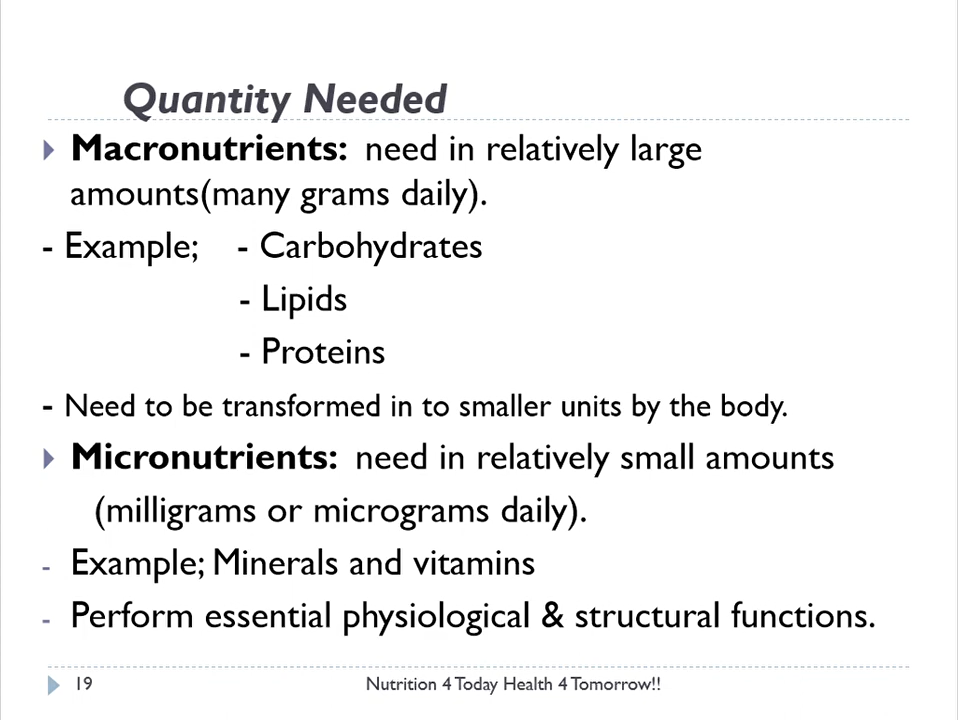 Quantity Needed
Macronutrients: need in relatively large
amounts(many grams daily).
- Example; - Carbohydrates
- Lipids
- Proteins
- Need to be transformed in to smaller units by the body.
Micronutrients: need in relatively small amounts
(milligrams or micrograms daily).
- Example; Minerals and vitamins
- Perform essential physiological & structural functions.
19 Nutrition 4 Today Health 4 Tomorrow!!